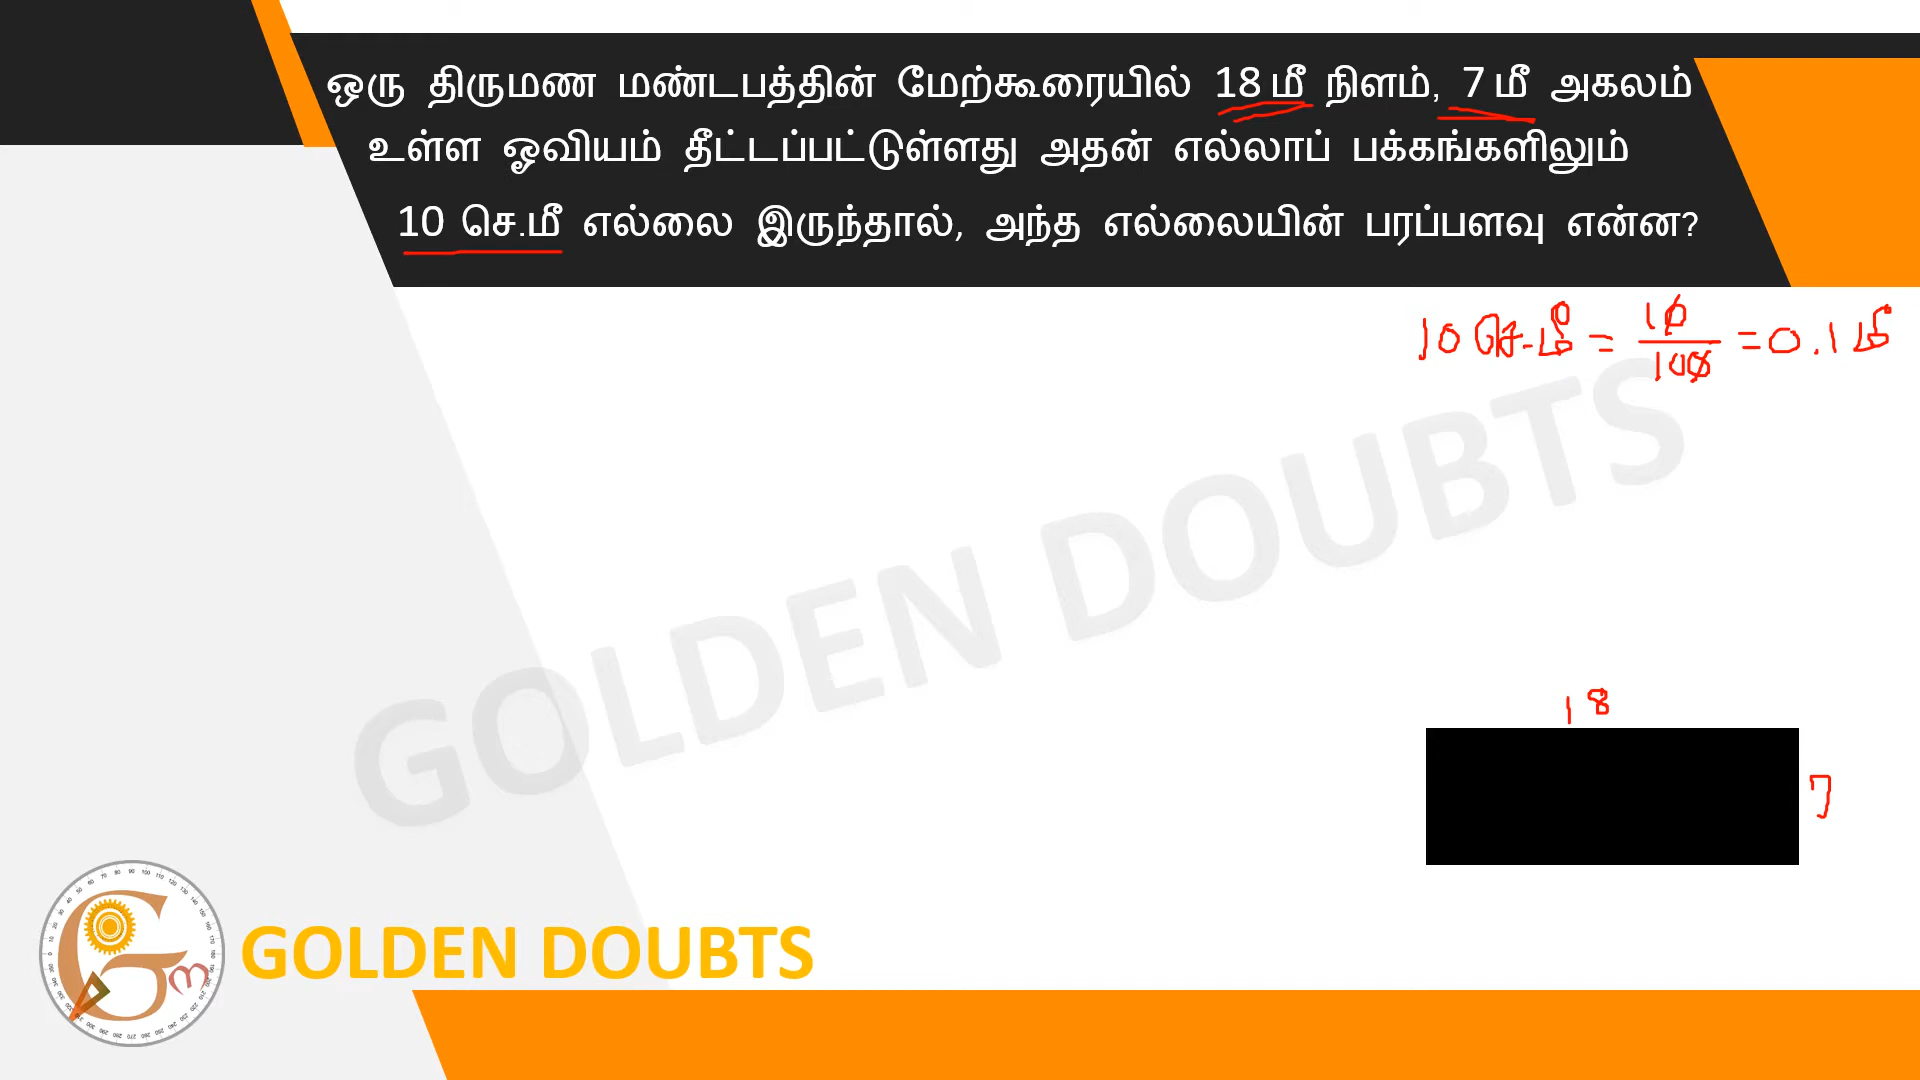 ஒரு திருமண மண்டபத்தின் மேற்கூரையில் 18 மீ நிளம், 7 மீ அகலம்
உள்ள ஓவியம் தீட்டப்பட்டுள்ளது அதன் எல்லாப் பக்கங்களிலும்
10 செ.மீ எல்லை இருந்தால், அந்த எல்லையின் பரப்பளவு என்ன?
10 செ.மீ = 10/100 = 0.1 மீ
GOLDEN DOUBTS
18
7
Gm
GOLDEN DOUBTS